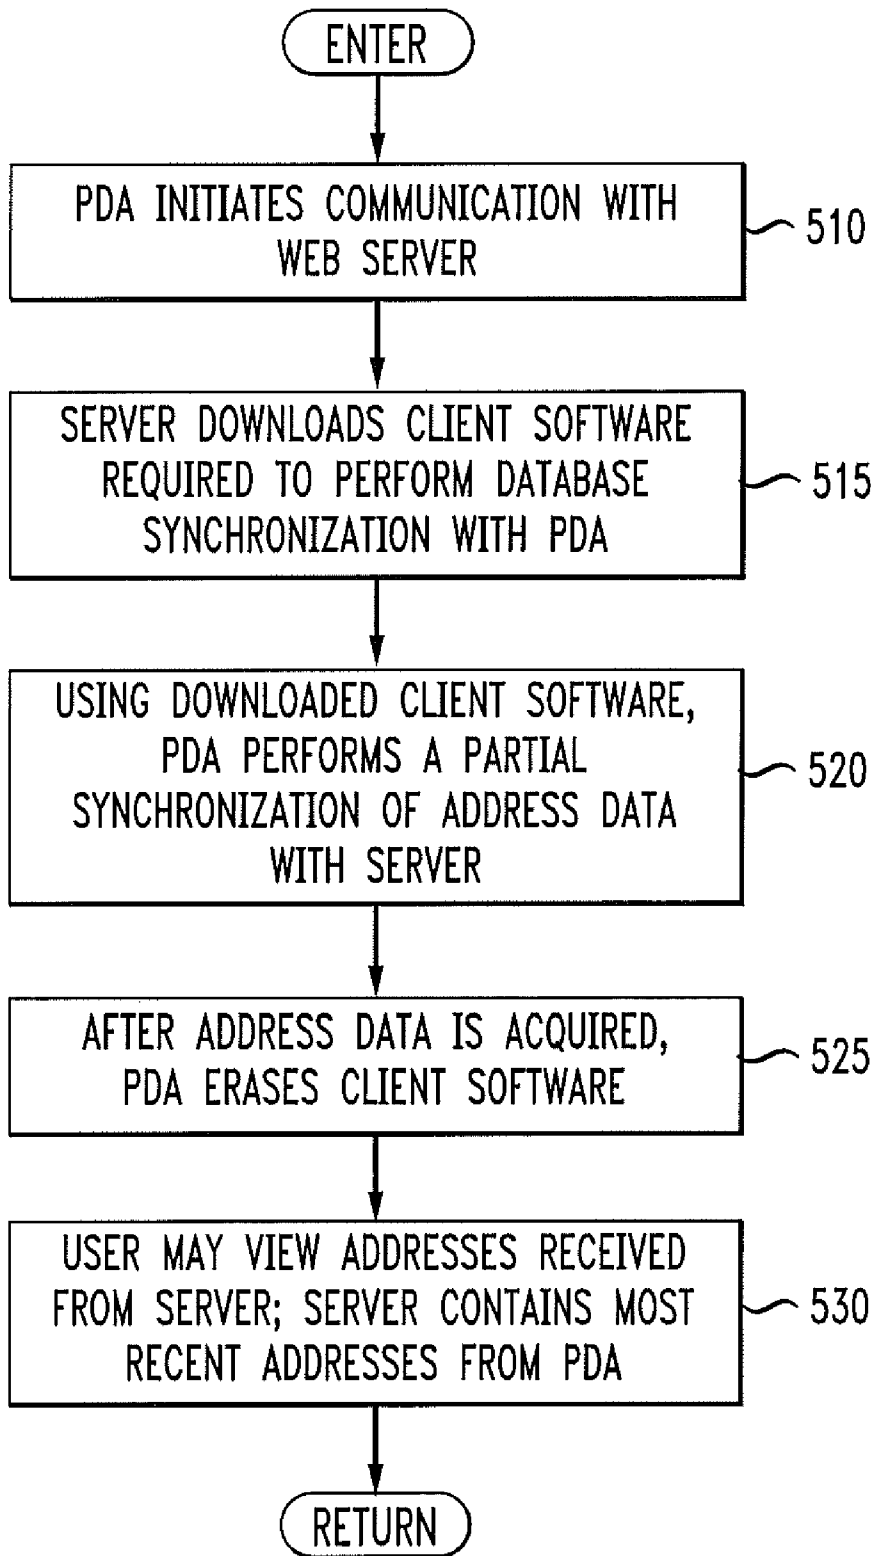 ENTER
PDA INITIATES COMMUNICATION WITH
WEB SERVER
510
SERVER DOWNLOADS CLIENT SOFTWARE
REQUIRED TO PERFORM DATABASE
SYNCHRONIZATION WITH PDA
515
USING DOWNLOADED CLIENT SOFTWARE,
PDA PERFORMS A PARTIAL
SYNCHRONIZATION OF ADDRESS DATA
WITH SERVER
520
AFTER ADDRESS DATA IS ACQUIRED,
PDA ERASES CLIENT SOFTWARE
525
USER MAY VIEW ADDRESSES RECEIVED
FROM SERVER; SERVER CONTAINS MOST
RECENT ADDRESSES FROM PDA
530
RETURN